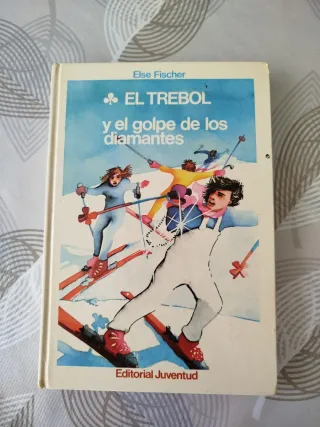 Else Fischer
EL TREBOL
y el golpe de los
diamantes
Editorial Juventud